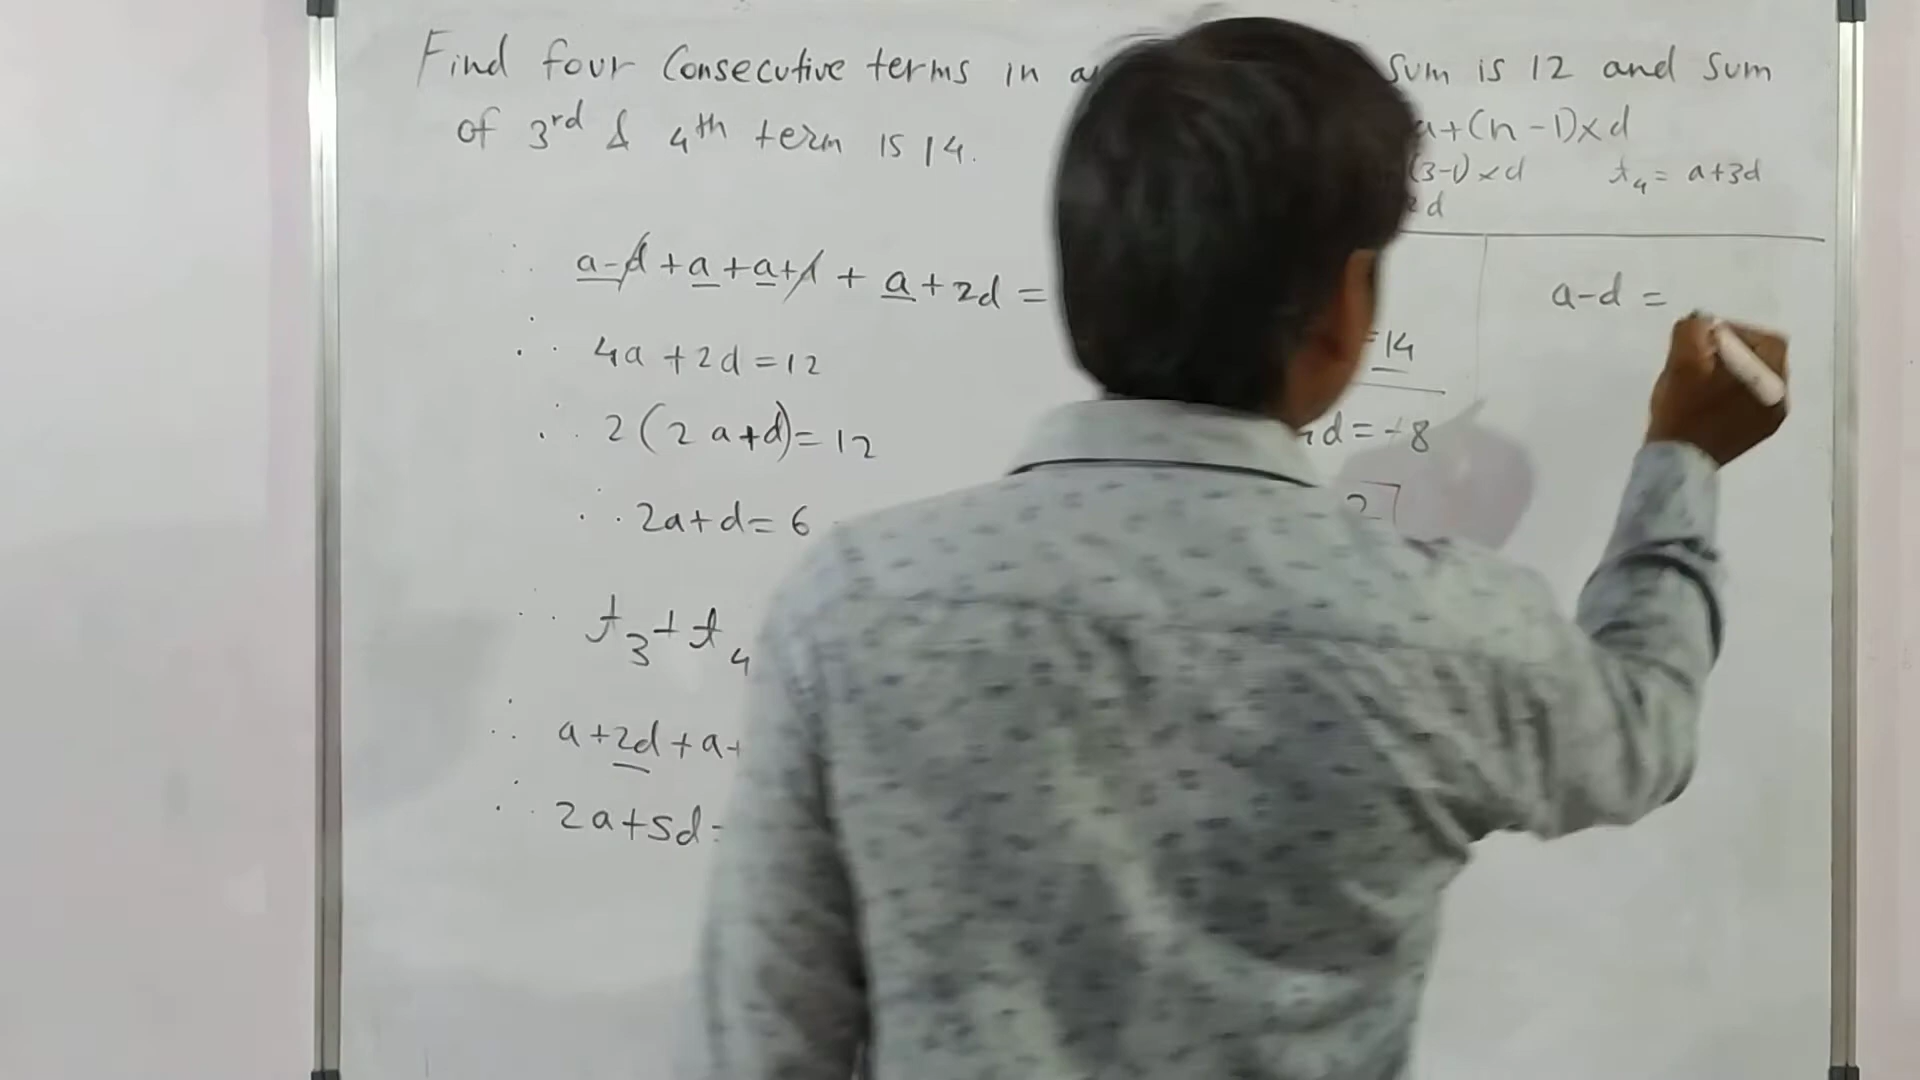 Find four Consecutive terms in a sum is 12 and sum
of 3rd & 4th term is 14.
a+(n-1)×d
(3-1)×d t4 = a+3d
2d
∴ a-d + a + a+d + a + 2d =
∴ 4a + 2d = 12
∴ 2(2a+d) = 12
∴ 2a+d = 6
∴ t3 + t4
∴ a+2d + a+
∴ 2a+5d =
=14
4d = +8
2
a-d =